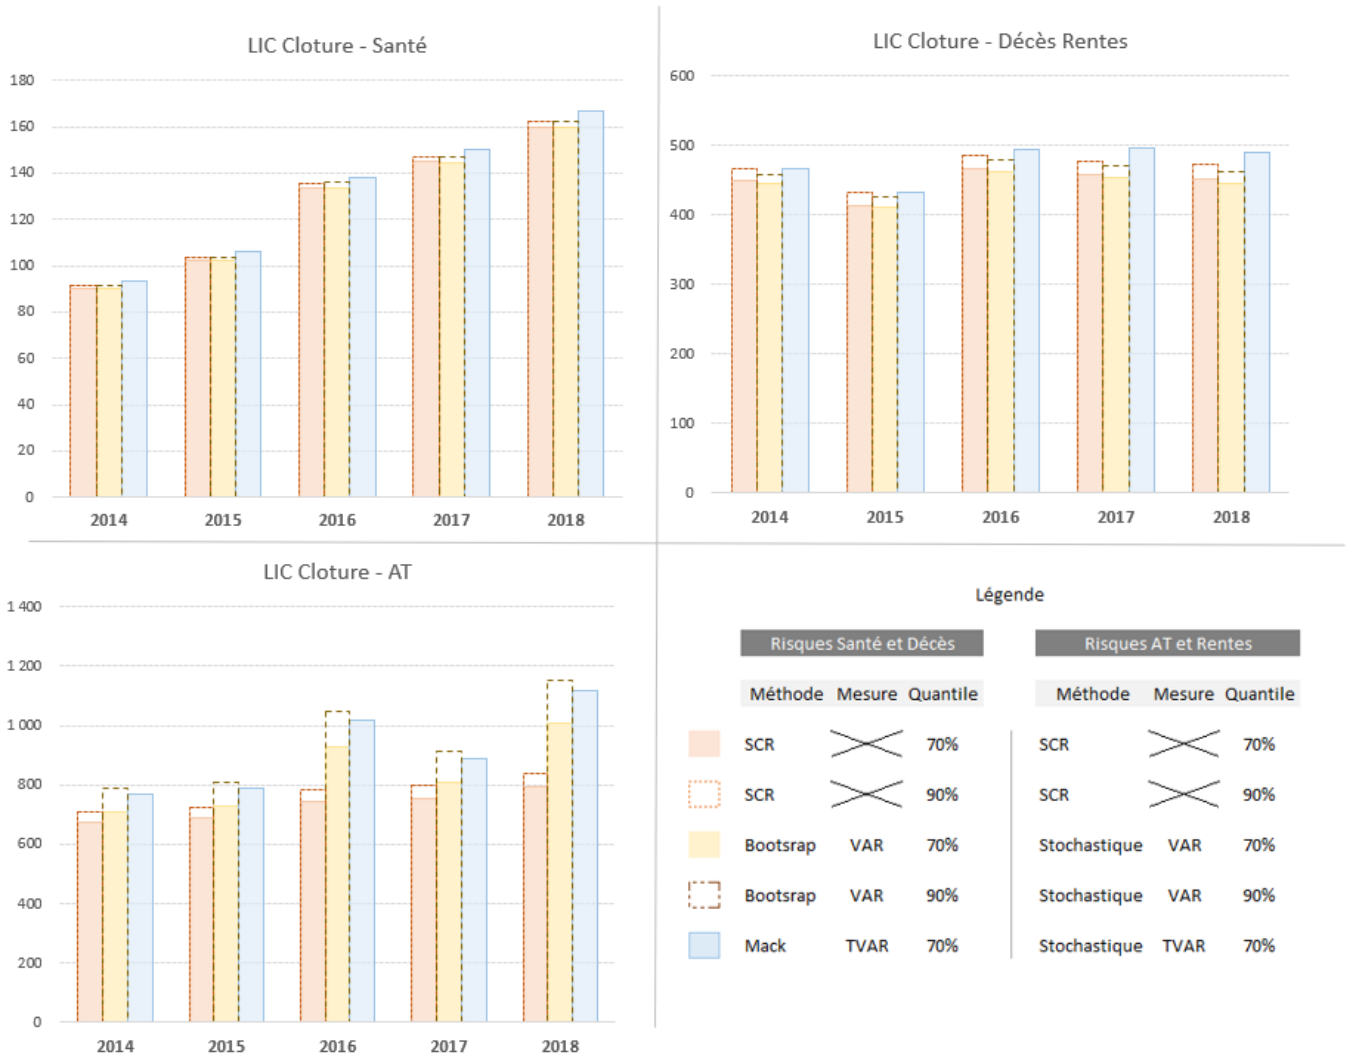 LIC Cloture - Santé
180
160
140
120
100
80
60
40
20
0
2014 2015 2016 2017 2018
LIC Cloture - Décès Rentes
600
500
400
300
200
100
0
2014 2015 2016 2017 2018
LIC Cloture - AT
1 400
1 200
1 000
800
600
400
200
0
2014 2015 2016 2017 2018
Légende
Risques Santé et Décès Risques AT et Rentes
Méthode Mesure Quantile Méthode Mesure Quantile
SCR 70% SCR 70%
SCR 90% SCR 90%
Bootsrap VAR 70% Stochastique VAR 70%
Bootsrap VAR 90% Stochastique VAR 90%
Mack TVAR 70% Stochastique TVAR 70%